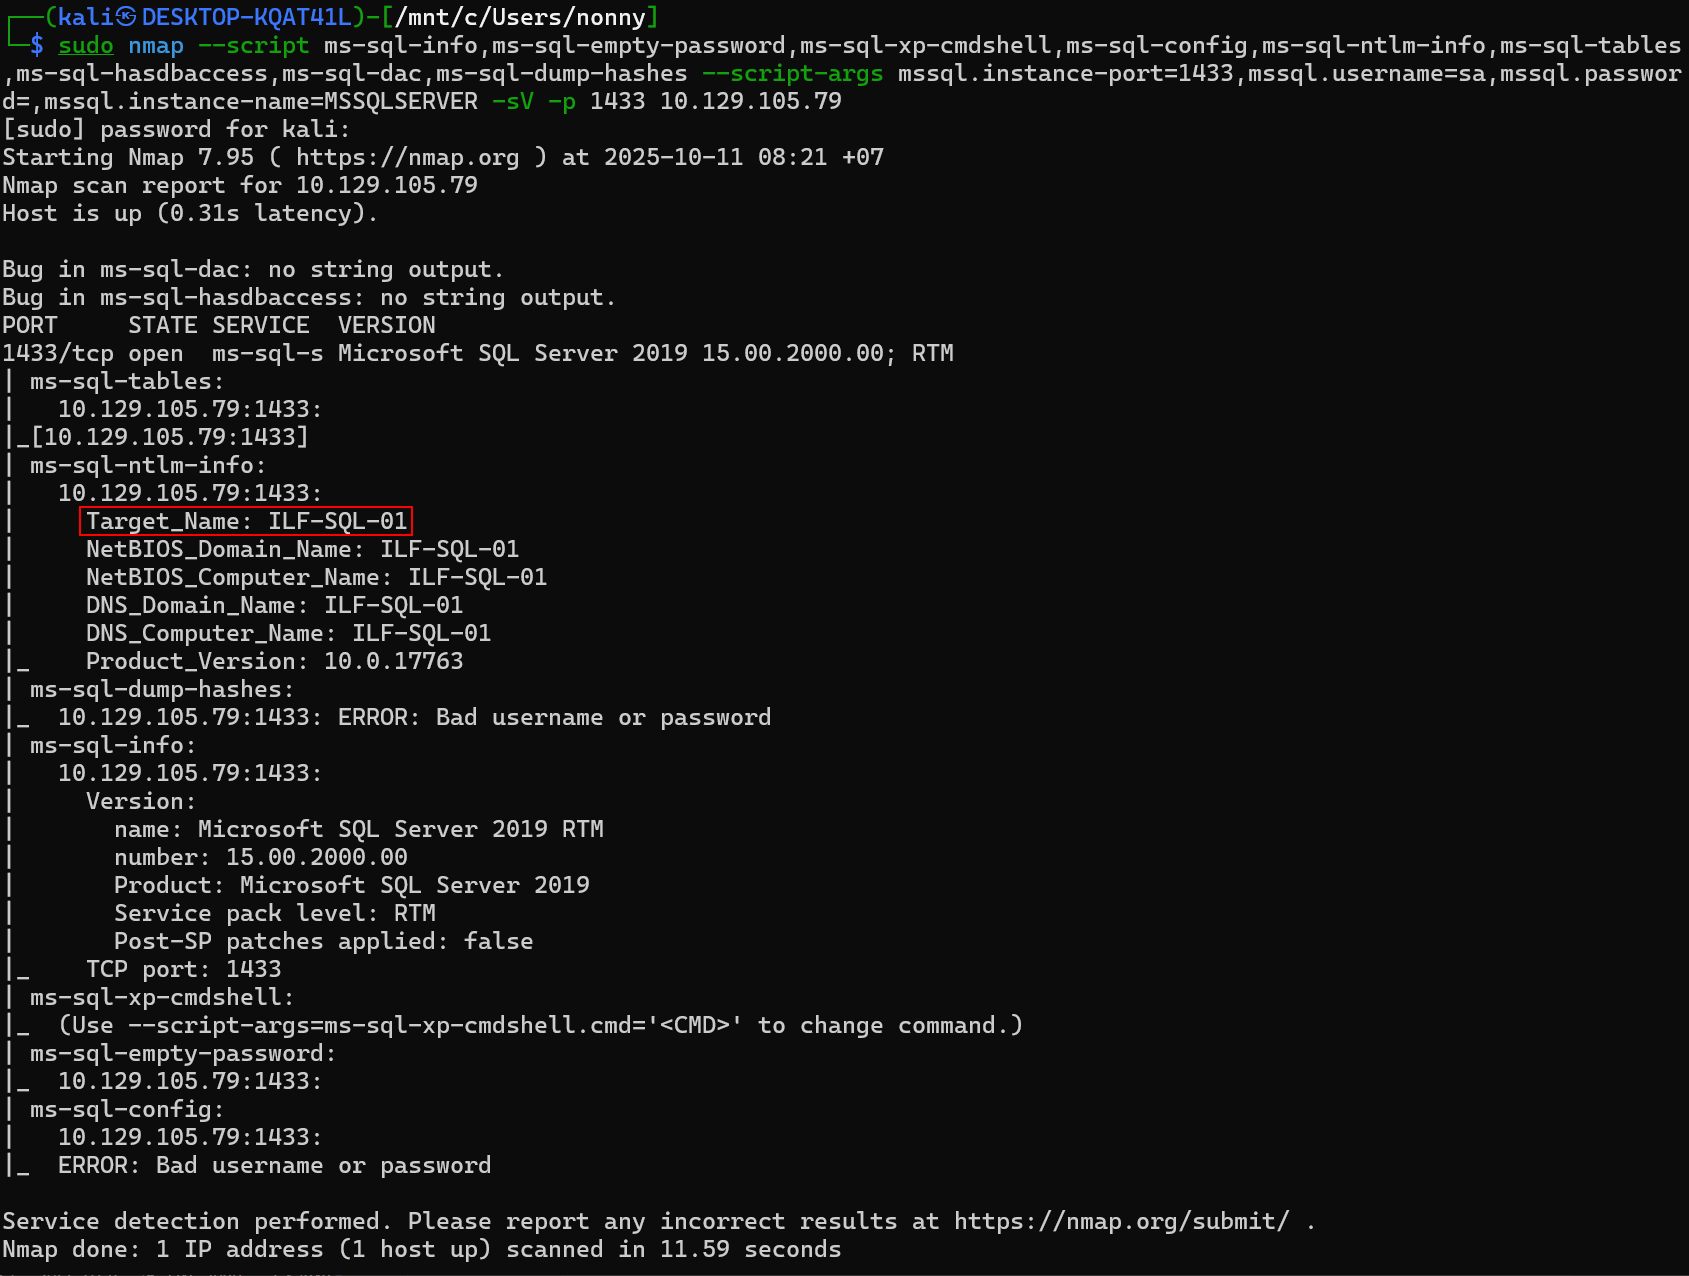 ┌──(kali㉿DESKTOP-KQAT41L)-[/mnt/c/Users/nonny]
└─$ sudo nmap --script ms-sql-info,ms-sql-empty-password,ms-sql-xp-cmdshell,ms-sql-config,ms-sql-ntlm-info,ms-sql-tables
,ms-sql-hasdbaccess,ms-sql-dac,ms-sql-dump-hashes --script-args mssql.instance-port=1433,mssql.username=sa,mssql.passwor
d=,mssql.instance-name=MSSQLSERVER -sV -p 1433 10.129.105.79
[sudo] password for kali:
Starting Nmap 7.95 ( https://nmap.org ) at 2025-10-11 08:21 +07
Nmap scan report for 10.129.105.79
Host is up (0.31s latency).

Bug in ms-sql-dac: no string output.
Bug in ms-sql-hasdbaccess: no string output.
PORT     STATE SERVICE  VERSION
1433/tcp open  ms-sql-s Microsoft SQL Server 2019 15.00.2000.00; RTM
| ms-sql-tables:
|   10.129.105.79:1433:
|_[10.129.105.79:1433]
| ms-sql-ntlm-info:
|   10.129.105.79:1433:
|     Target_Name: ILF-SQL-01
|     NetBIOS_Domain_Name: ILF-SQL-01
|     NetBIOS_Computer_Name: ILF-SQL-01
|     DNS_Domain_Name: ILF-SQL-01
|     DNS_Computer_Name: ILF-SQL-01
|_    Product_Version: 10.0.17763
| ms-sql-dump-hashes:
|_  10.129.105.79:1433: ERROR: Bad username or password
| ms-sql-info:
|   10.129.105.79:1433:
|     Version:
|       name: Microsoft SQL Server 2019 RTM
|       number: 15.00.2000.00
|       Product: Microsoft SQL Server 2019
|       Service pack level: RTM
|       Post-SP patches applied: false
|_    TCP port: 1433
| ms-sql-xp-cmdshell:
|_  (Use --script-args=ms-sql-xp-cmdshell.cmd='<CMD>' to change command.)
| ms-sql-empty-password:
|_  10.129.105.79:1433:
| ms-sql-config:
|   10.129.105.79:1433:
|_  ERROR: Bad username or password

Service detection performed. Please report any incorrect results at https://nmap.org/submit/ .
Nmap done: 1 IP address (1 host up) scanned in 11.59 seconds